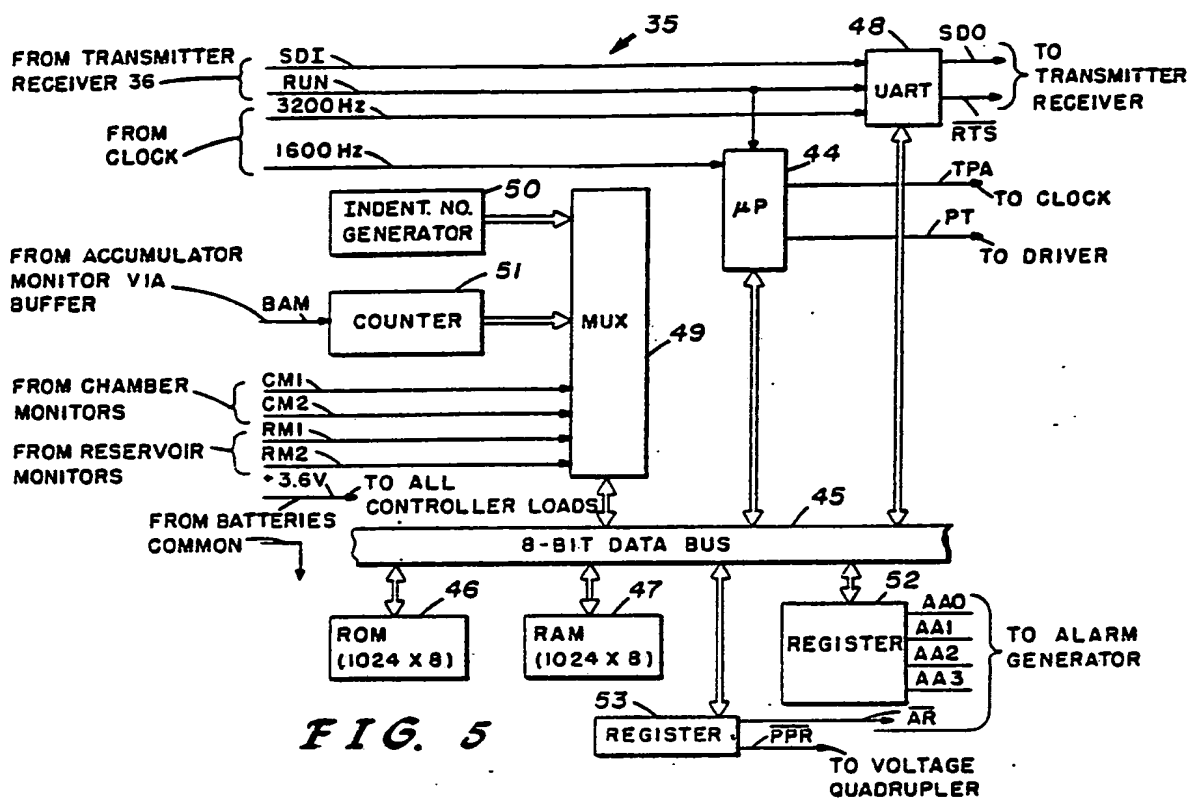 35
48
SDO
FROM TRANSMITTER
RECEIVER 36
SDI
RUN
3200Hz
UART
TO
TRANSMITTER
RECEIVER
RTS
FROM
CLOCK
1600Hz
44
µP
TPA
TO CLOCK
PT
TO DRIVER
50
INDENT. NO.
GENERATOR
FROM ACCUMULATOR
MONITOR VIA
BUFFER
BAM
51
COUNTER
MUX
49
FROM CHAMBER
MONITORS
CM1
CM2
FROM RESERVOIR
MONITORS
RM1
RM2
+3.6V
TO ALL
CONTROLLER LOADS
FROM BATTERIES
COMMON
45
8-BIT DATA BUS
46
ROM
(1024 X 8)
47
RAM
(1024 X 8)
52
REGISTER
AA0
AA1
AA2
AA3
TO ALARM
GENERATOR
53
REGISTER
AR
PPR
TO VOLTAGE
QUADRUPLER
FIG. 5